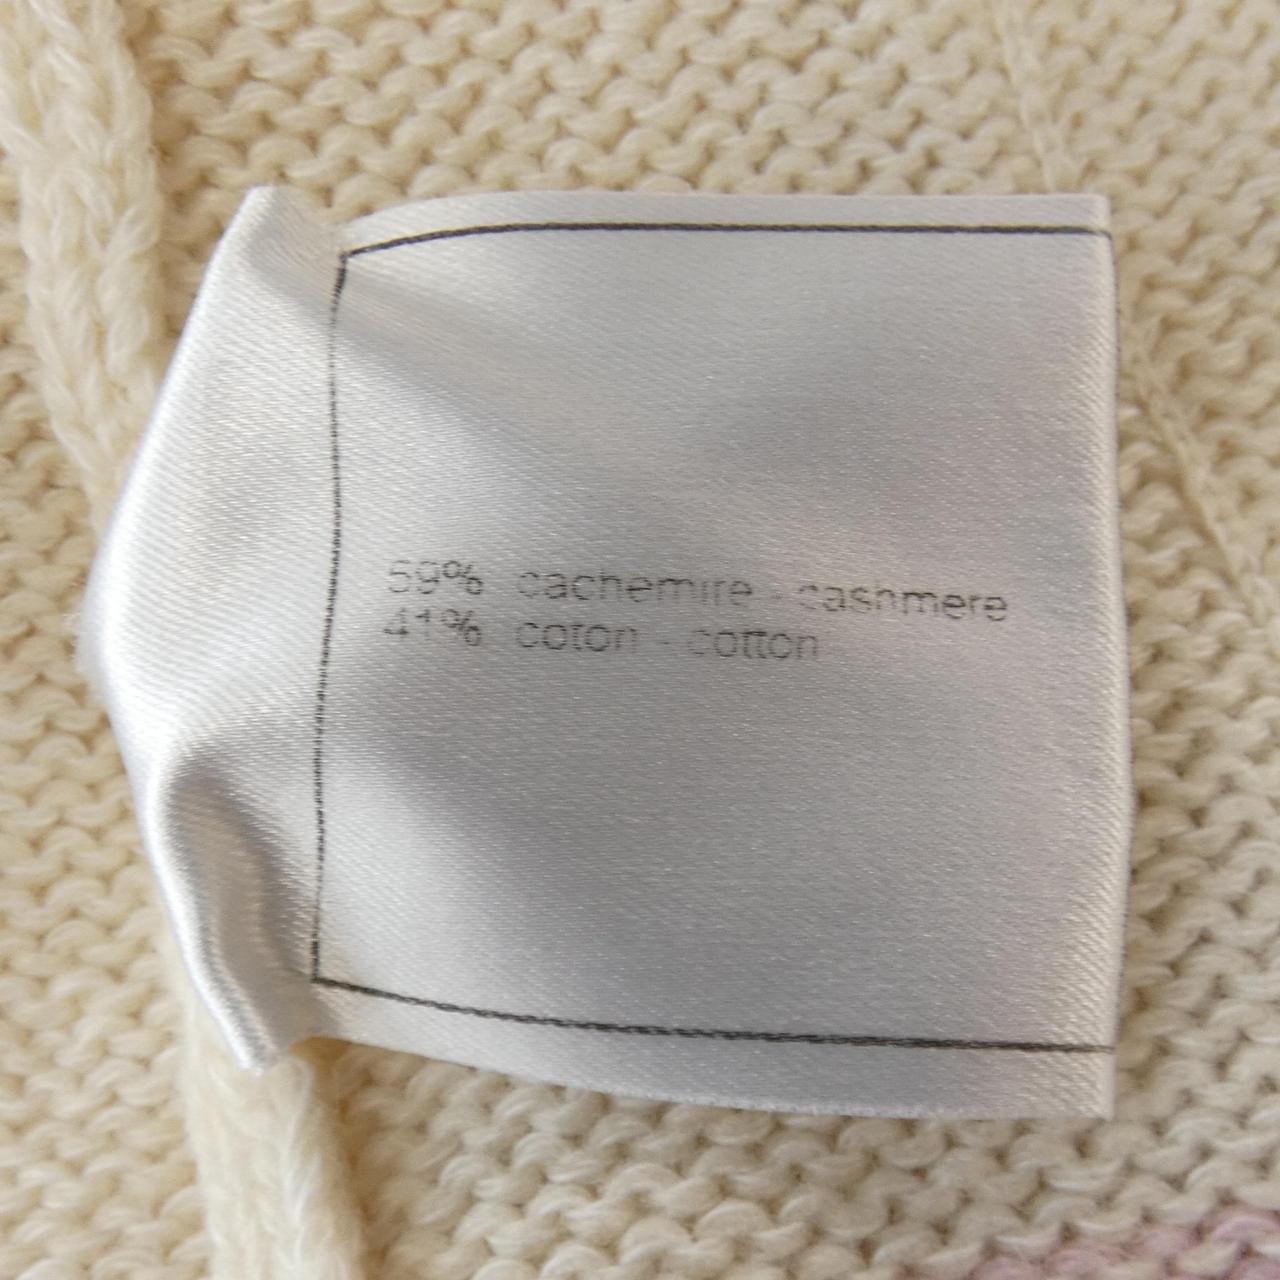 59% cachemire - cashmere
41% coton - cotton